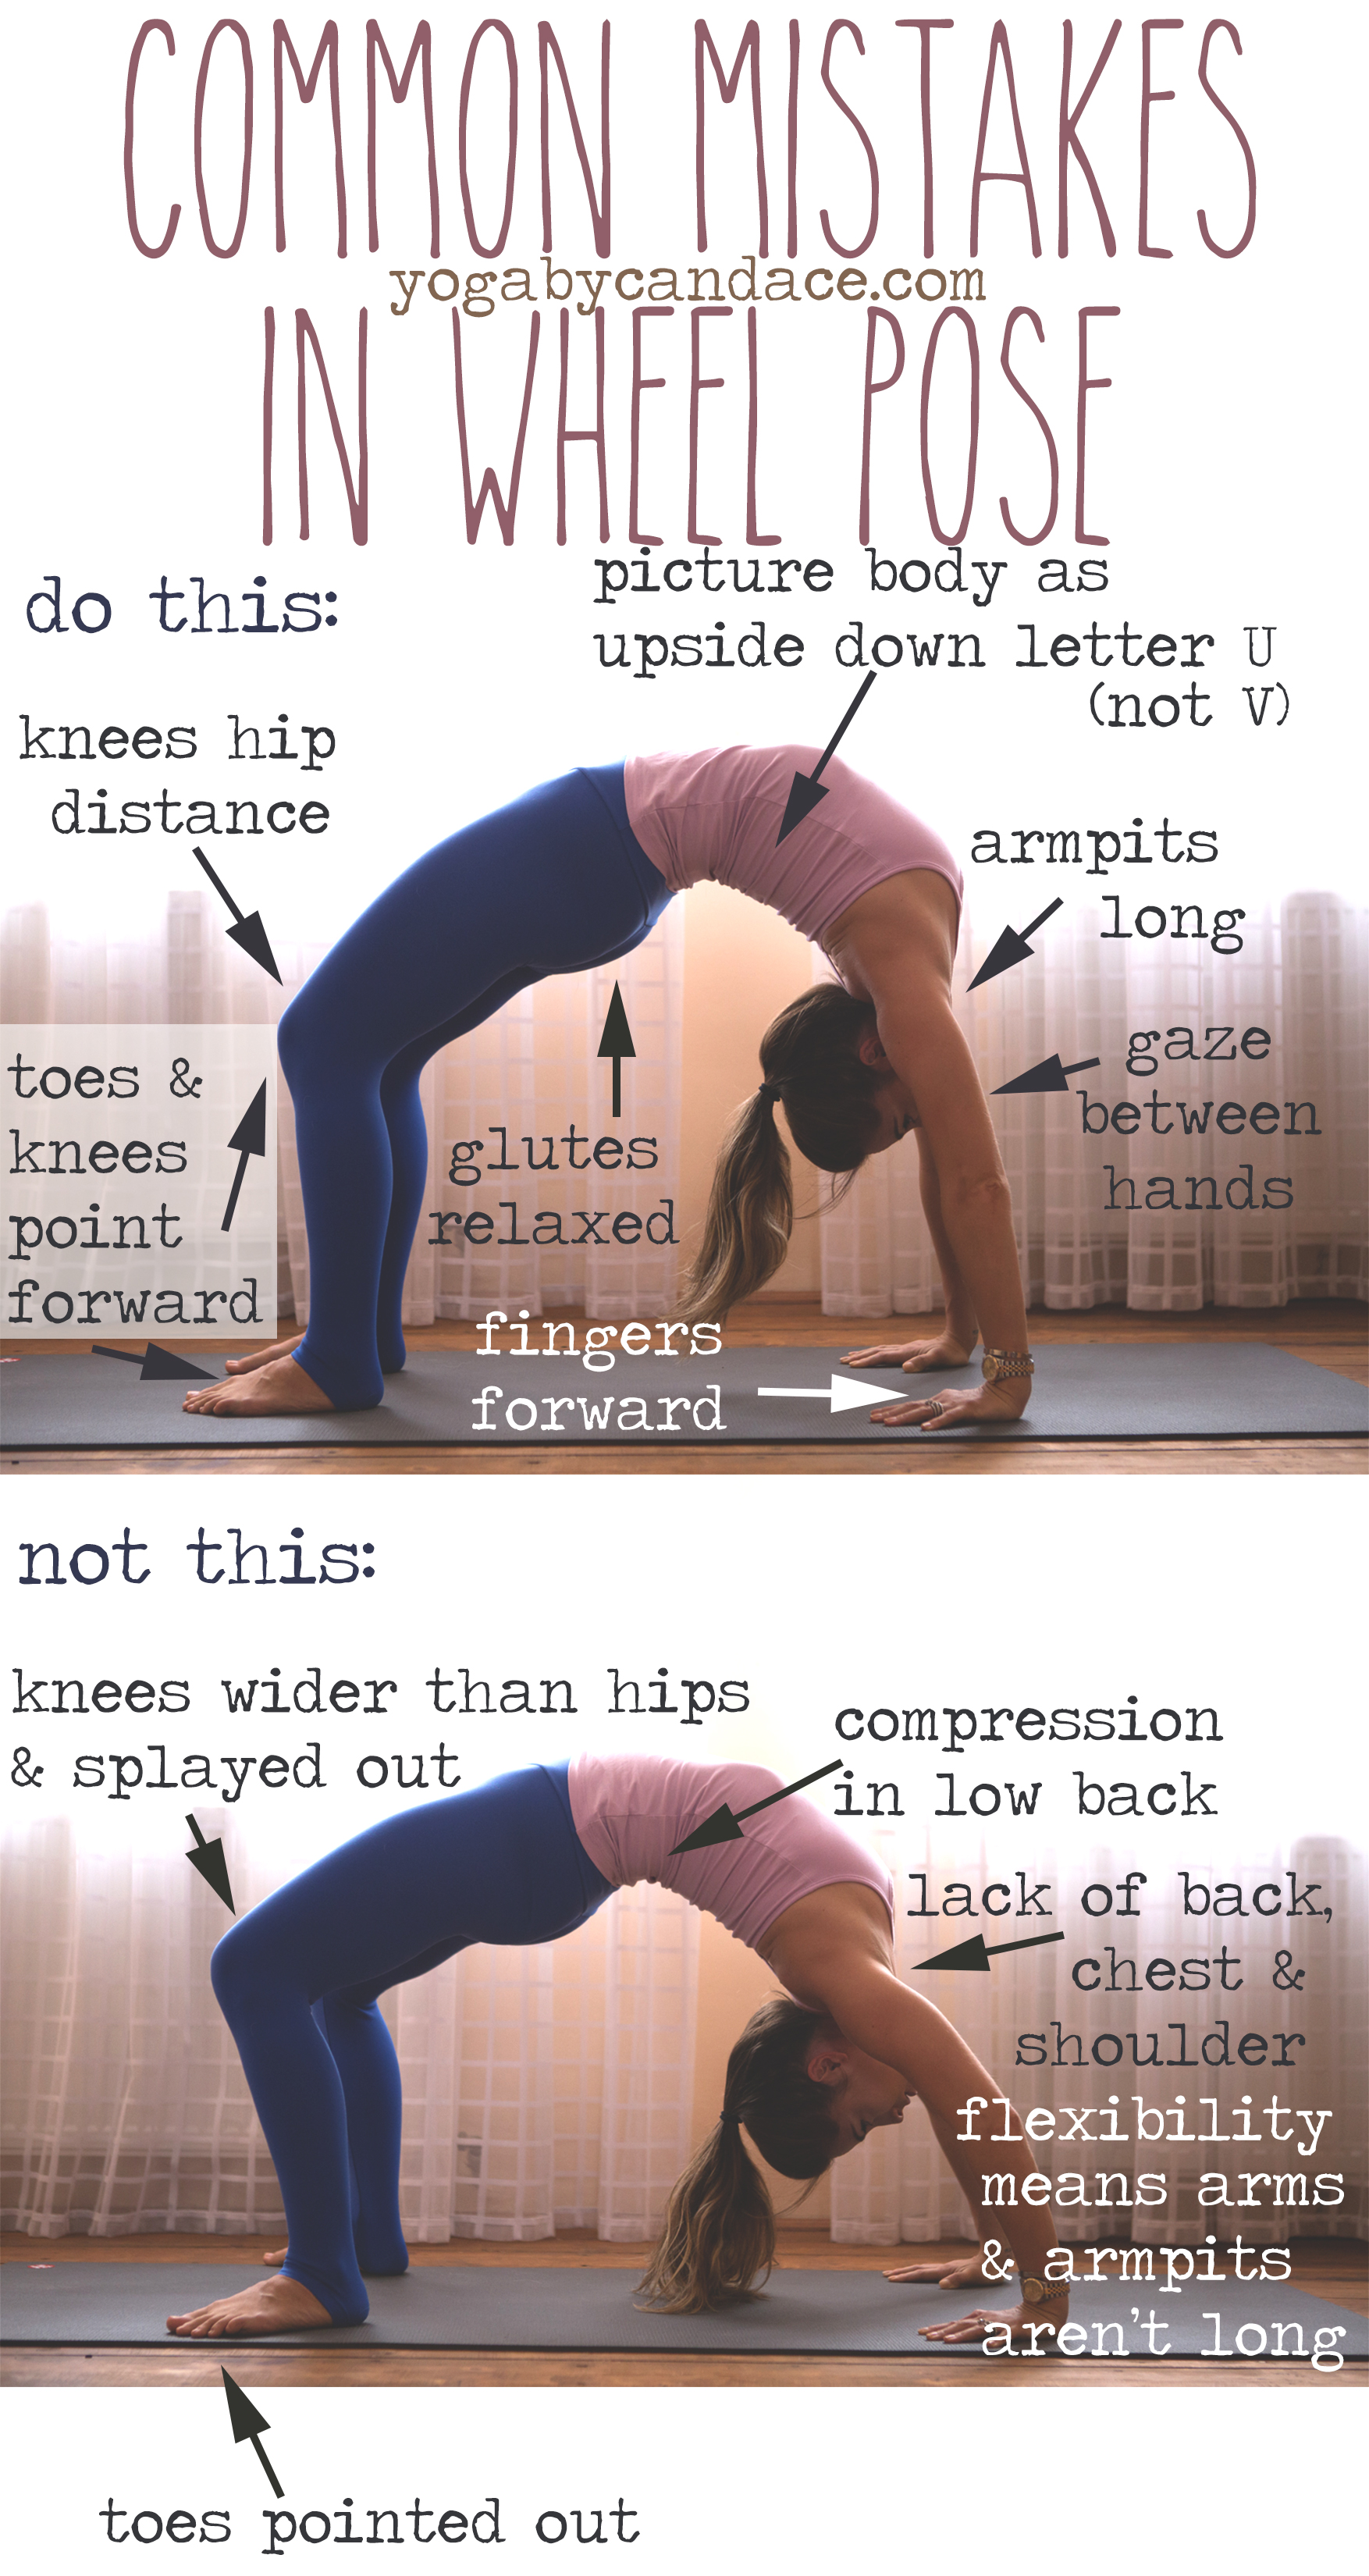 COMMON MISTAKES
yogabycandace.com
IN WHEEL POSE
do this:
picture body as
upside down letter U
(not V)
knees hip
distance
armpits
long
gaze
between
hands
toes &
knees
point
forward
glutes
relaxed
fingers
forward
not this:
knees wider than hips
& splayed out
compression
in low back
lack of back,
chest &
shoulder
flexibility
means arms
& armpits
aren't long
toes pointed out